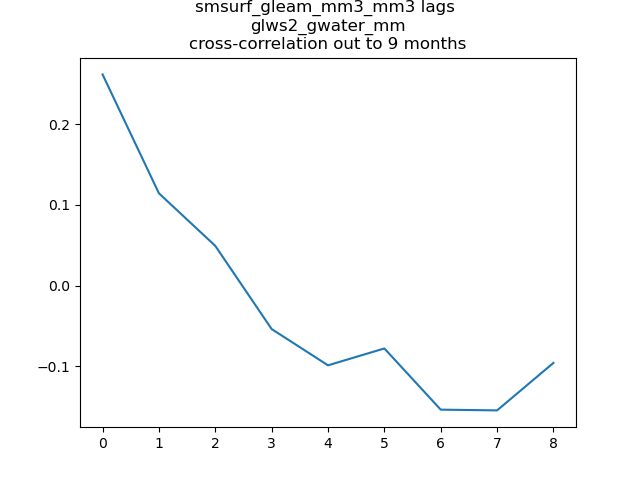 smsurf_gleam_mm3_mm3 lags
glws2_gwater_mm
cross-correlation out to 9 months
0.2
0.1
0.0
−0.1
0 1 2 3 4 5 6 7 8